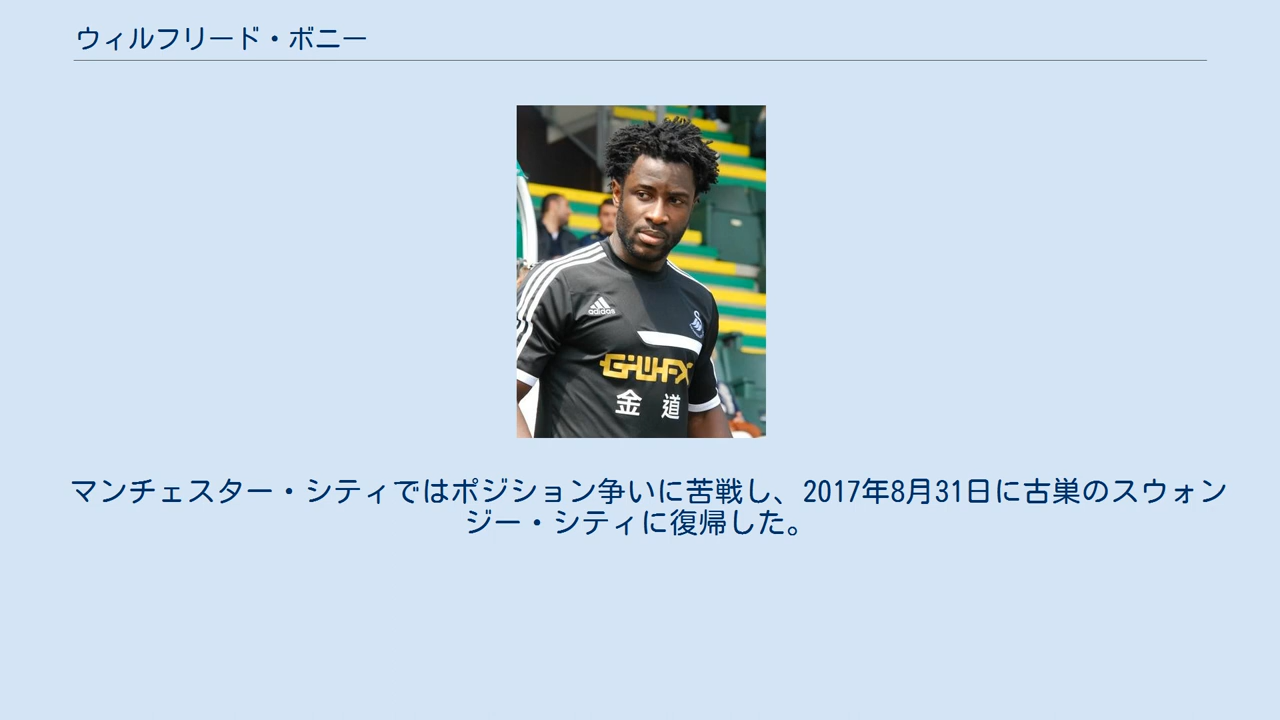 ウィルフリード・ボニー
adidas
GWFX
金 道
マンチェスター・シティではポジション争いに苦戦し、2017年8月31日に古巣のスウォン
ジー・シティに復帰した。